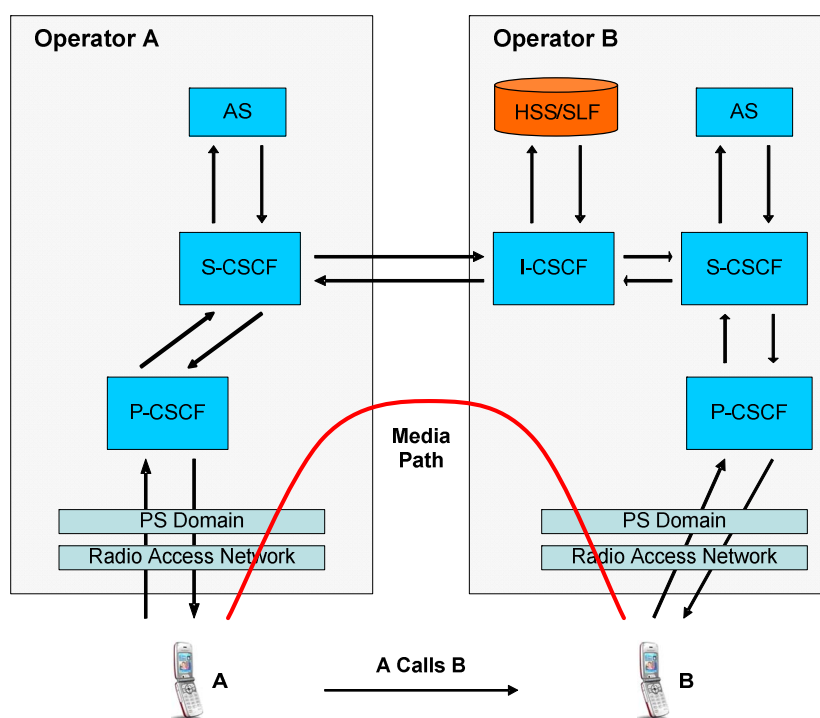 Operator A
Operator B
AS
HSS/SLF
AS
S-CSCF
I-CSCF
S-CSCF
P-CSCF
P-CSCF
Media
Path
PS Domain
PS Domain
Radio Access Network
Radio Access Network
A
A Calls B
B